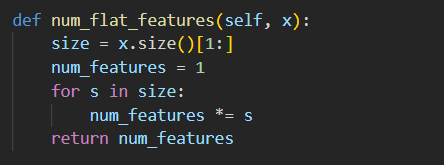 def num_flat_features(self, x):
    size = x.size()[1:]
    num_features = 1
    for s in size:
        num_features *= s
    return num_features